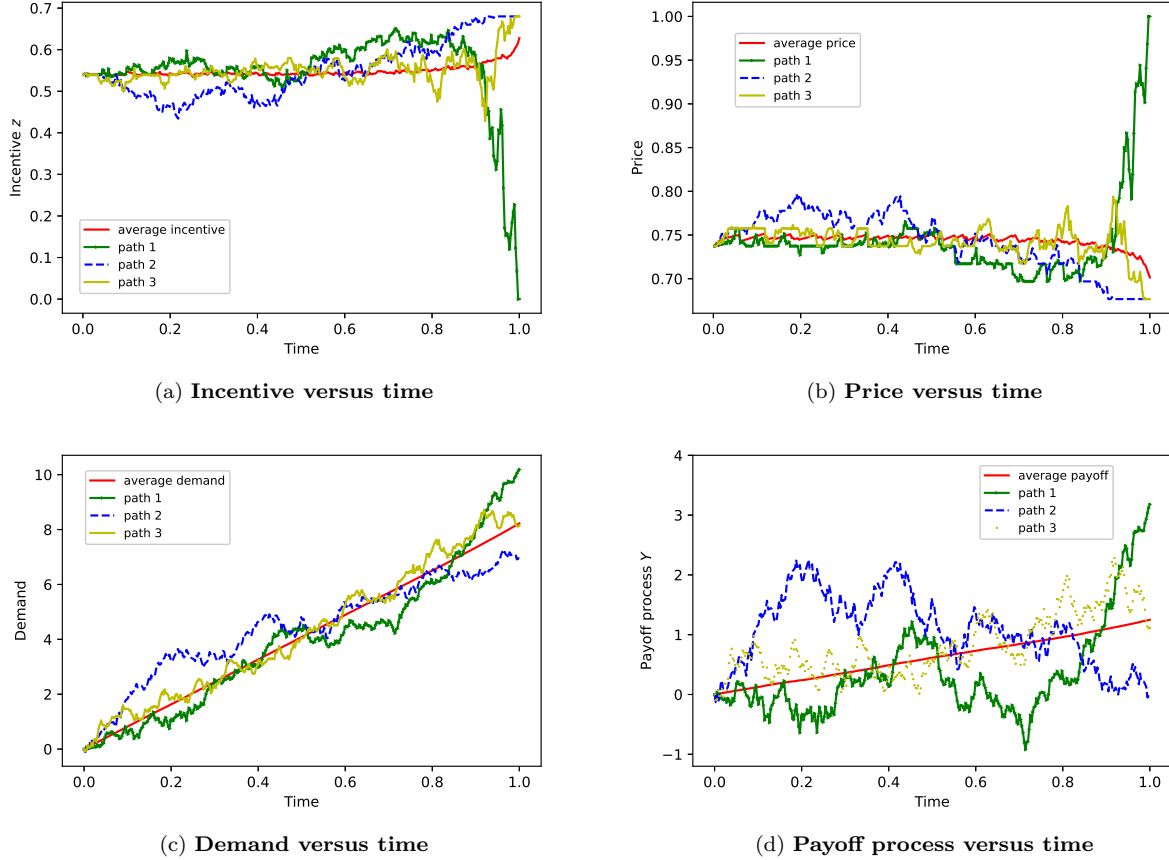 0.7
0.6
0.5
0.4
0.3
0.2
0.1
0.0
Incentive z
average incentive
path 1
path 2
path 3
0.0 0.2 0.4 0.6 0.8 1.0
Time
(a) Incentive versus time
1.00
0.95
0.90
0.85
0.80
0.75
0.70
Price
average price
path 1
path 2
path 3
0.0 0.2 0.4 0.6 0.8 1.0
Time
(b) Price versus time
10
8
6
4
2
0
Demand
average demand
path 1
path 2
path 3
0.0 0.2 0.4 0.6 0.8 1.0
Time
(c) Demand versus time
4
3
2
1
0
−1
Payoff process Y
average payoff
path 1
path 2
path 3
0.0 0.2 0.4 0.6 0.8 1.0
Time
(d) Payoff process versus time